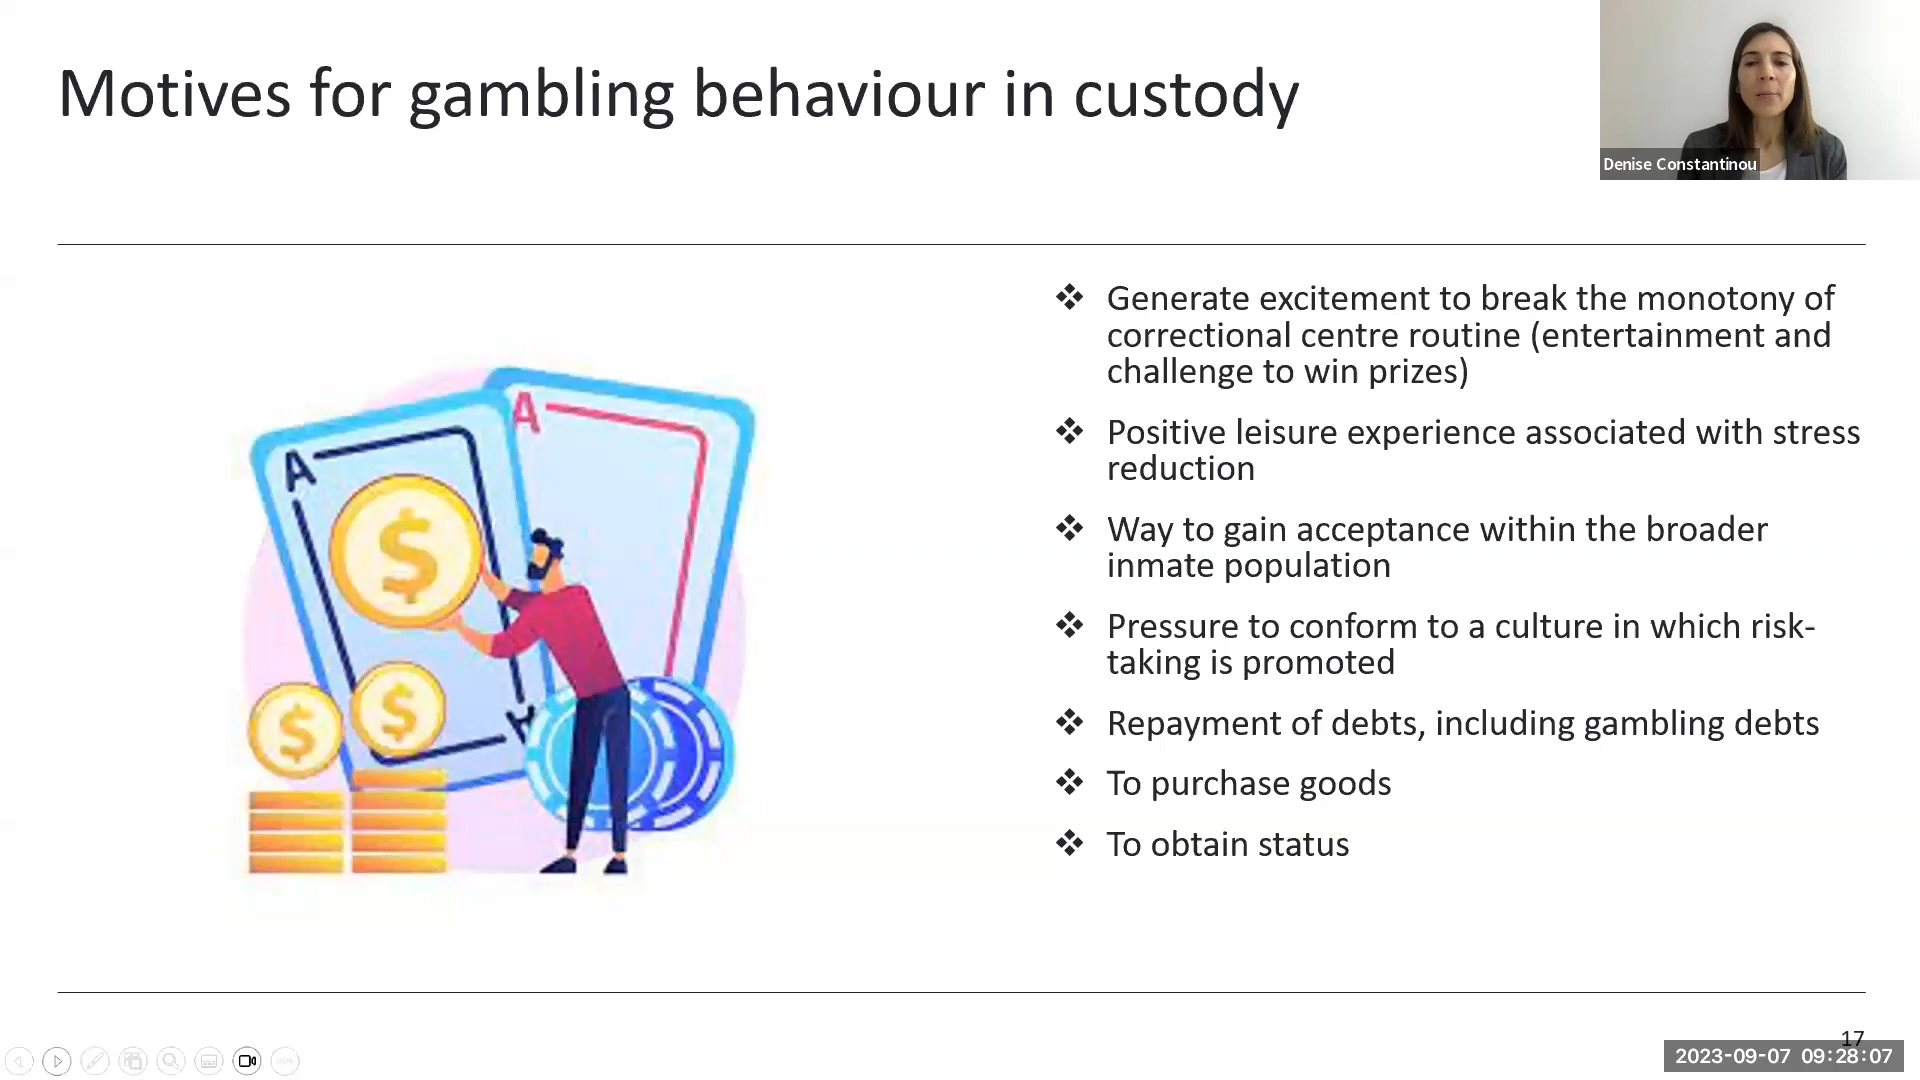 Motives for gambling behaviour in custody
Denise Constantinou
❖ Generate excitement to break the monotony of
correctional centre routine (entertainment and
challenge to win prizes)
❖ Positive leisure experience associated with stress
reduction
❖ Way to gain acceptance within the broader
inmate population
❖ Pressure to conform to a culture in which risk-
taking is promoted
❖ Repayment of debts, including gambling debts
❖ To purchase goods
❖ To obtain status
A
A
$
$
$
A
17
2023-09-07 09:28:07